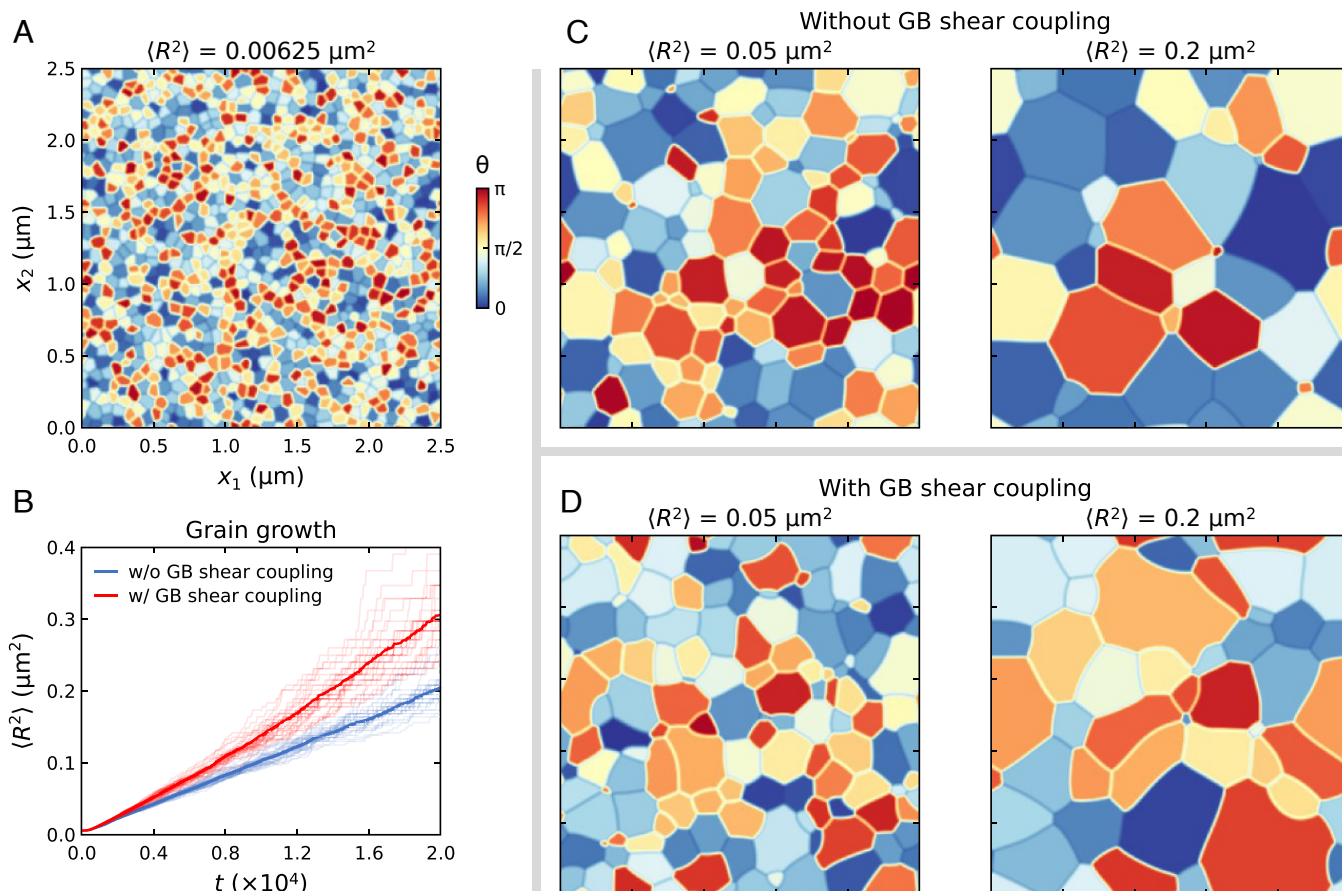 A
⟨R²⟩ = 0.00625 µm²
2.5
2.0
1.5
1.0
0.5
0.0
x₂ (µm)
0.0 0.5 1.0 1.5 2.0 2.5
x₁ (µm)
θ
π
π/2
0
B
Grain growth
0.4
0.3
0.2
0.1
0.0
⟨R²⟩ (µm²)
w/o GB shear coupling
w/ GB shear coupling
0.0 0.4 0.8 1.2 1.6 2.0
t (×10⁴)
C
Without GB shear coupling
⟨R²⟩ = 0.05 µm²
⟨R²⟩ = 0.2 µm²
D
With GB shear coupling
⟨R²⟩ = 0.05 µm²
⟨R²⟩ = 0.2 µm²